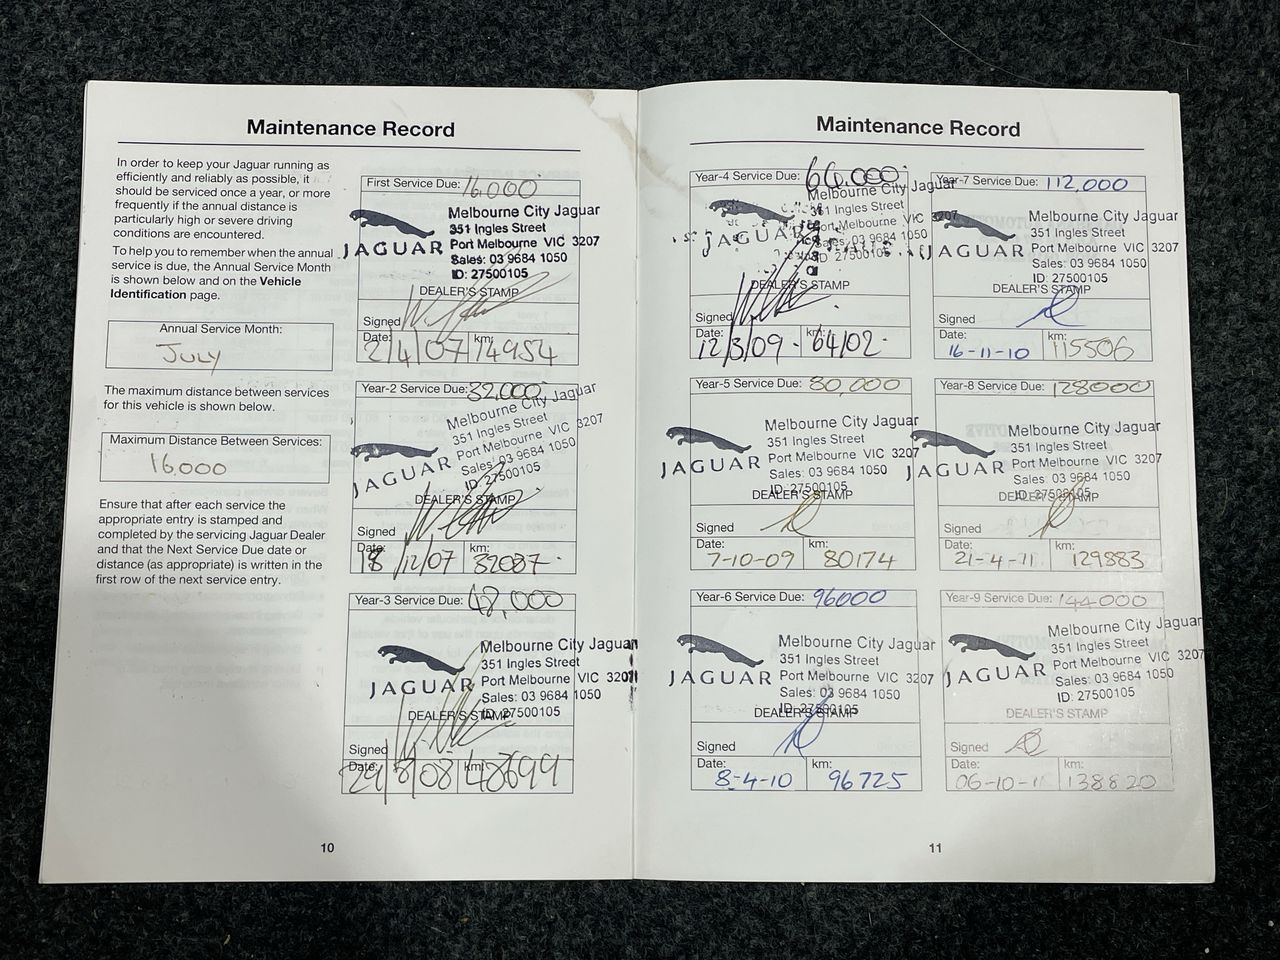 Maintenance Record
In order to keep your Jaguar running as
efficiently and reliably as possible, it
should be serviced once a year, or more
frequently if the annual distance is
particularly high or severe driving
conditions are encountered.
To help you to remember when the annual
service is due, the Annual Service Month
is shown below and on the Vehicle
Identification page.
Annual Service Month:
JULY
The maximum distance between services
for this vehicle is shown below.
Maximum Distance Between Services:
16,000
Ensure that after each service the
appropriate entry is stamped and
completed by the servicing Jaguar Dealer
and that the Next Service Due date or
distance (as appropriate) is written in the
first row of the next service entry.
First Service Due: 16,000
JAGUAR
Melbourne City Jaguar
351 Ingles Street
Port Melbourne VIC 3207
Sales: 03 9684 1050
ID: 27500105
DEALER'S STAMP
Signed
Date: 2/4/07 km: 14954
Year-2 Service Due: 32,000
JAGUAR
Melbourne City Jaguar
351 Ingles Street
Port Melbourne VIC 3207
Sales: 03 9684 1050
ID: 27500105
DEALER'S STAMP
Signed
Date: 18/12/07 km: 32087
Year-3 Service Due: 48,000
JAGUAR
Melbourne City Jaguar
351 Ingles Street
Port Melbourne VIC 3207
Sales: 03 9684 1050
ID: 27500105
DEALER'S STAMP
Signed
Date: 29/8/08 km: 48699
10
Maintenance Record
Year-4 Service Due: 64,000
JAGUAR
Melbourne City Jaguar
351 Ingles Street
Port Melbourne VIC 3207
Sales: 03 9684 1050
ID: 27500105
DEALER'S STAMP
Signed
Date: 12/3/09 km: 64102
Year-5 Service Due: 80,000
JAGUAR
Melbourne City Jaguar
351 Ingles Street
Port Melbourne VIC 3207
Sales: 03 9684 1050
ID: 27500105
DEALER'S STAMP
Signed
Date: 7-10-09 km: 80174
Year-6 Service Due: 96000
JAGUAR
Melbourne City Jaguar
351 Ingles Street
Port Melbourne VIC 3207
Sales: 03 9684 1050
ID: 27500105
DEALER'S STAMP
Signed
Date: 8-4-10 km: 96725
Year-7 Service Due: 112,000
JAGUAR
Melbourne City Jaguar
351 Ingles Street
Port Melbourne VIC 3207
Sales: 03 9684 1050
ID: 27500105
DEALER'S STAMP
Signed
Date: 16-11-10 km: 115506
Year-8 Service Due: 128000
JAGUAR
Melbourne City Jaguar
351 Ingles Street
Port Melbourne VIC 3207
Sales: 03 9684 1050
ID: 27500105
DEALER'S STAMP
Signed
Date: 21-4-11 km: 129883
Year-9 Service Due: 144000
JAGUAR
Melbourne City Jaguar
351 Ingles Street
Port Melbourne VIC 3207
Sales: 03 9684 1050
ID: 27500105
DEALER'S STAMP
Signed
Date: 06-10-11 km: 138820
11